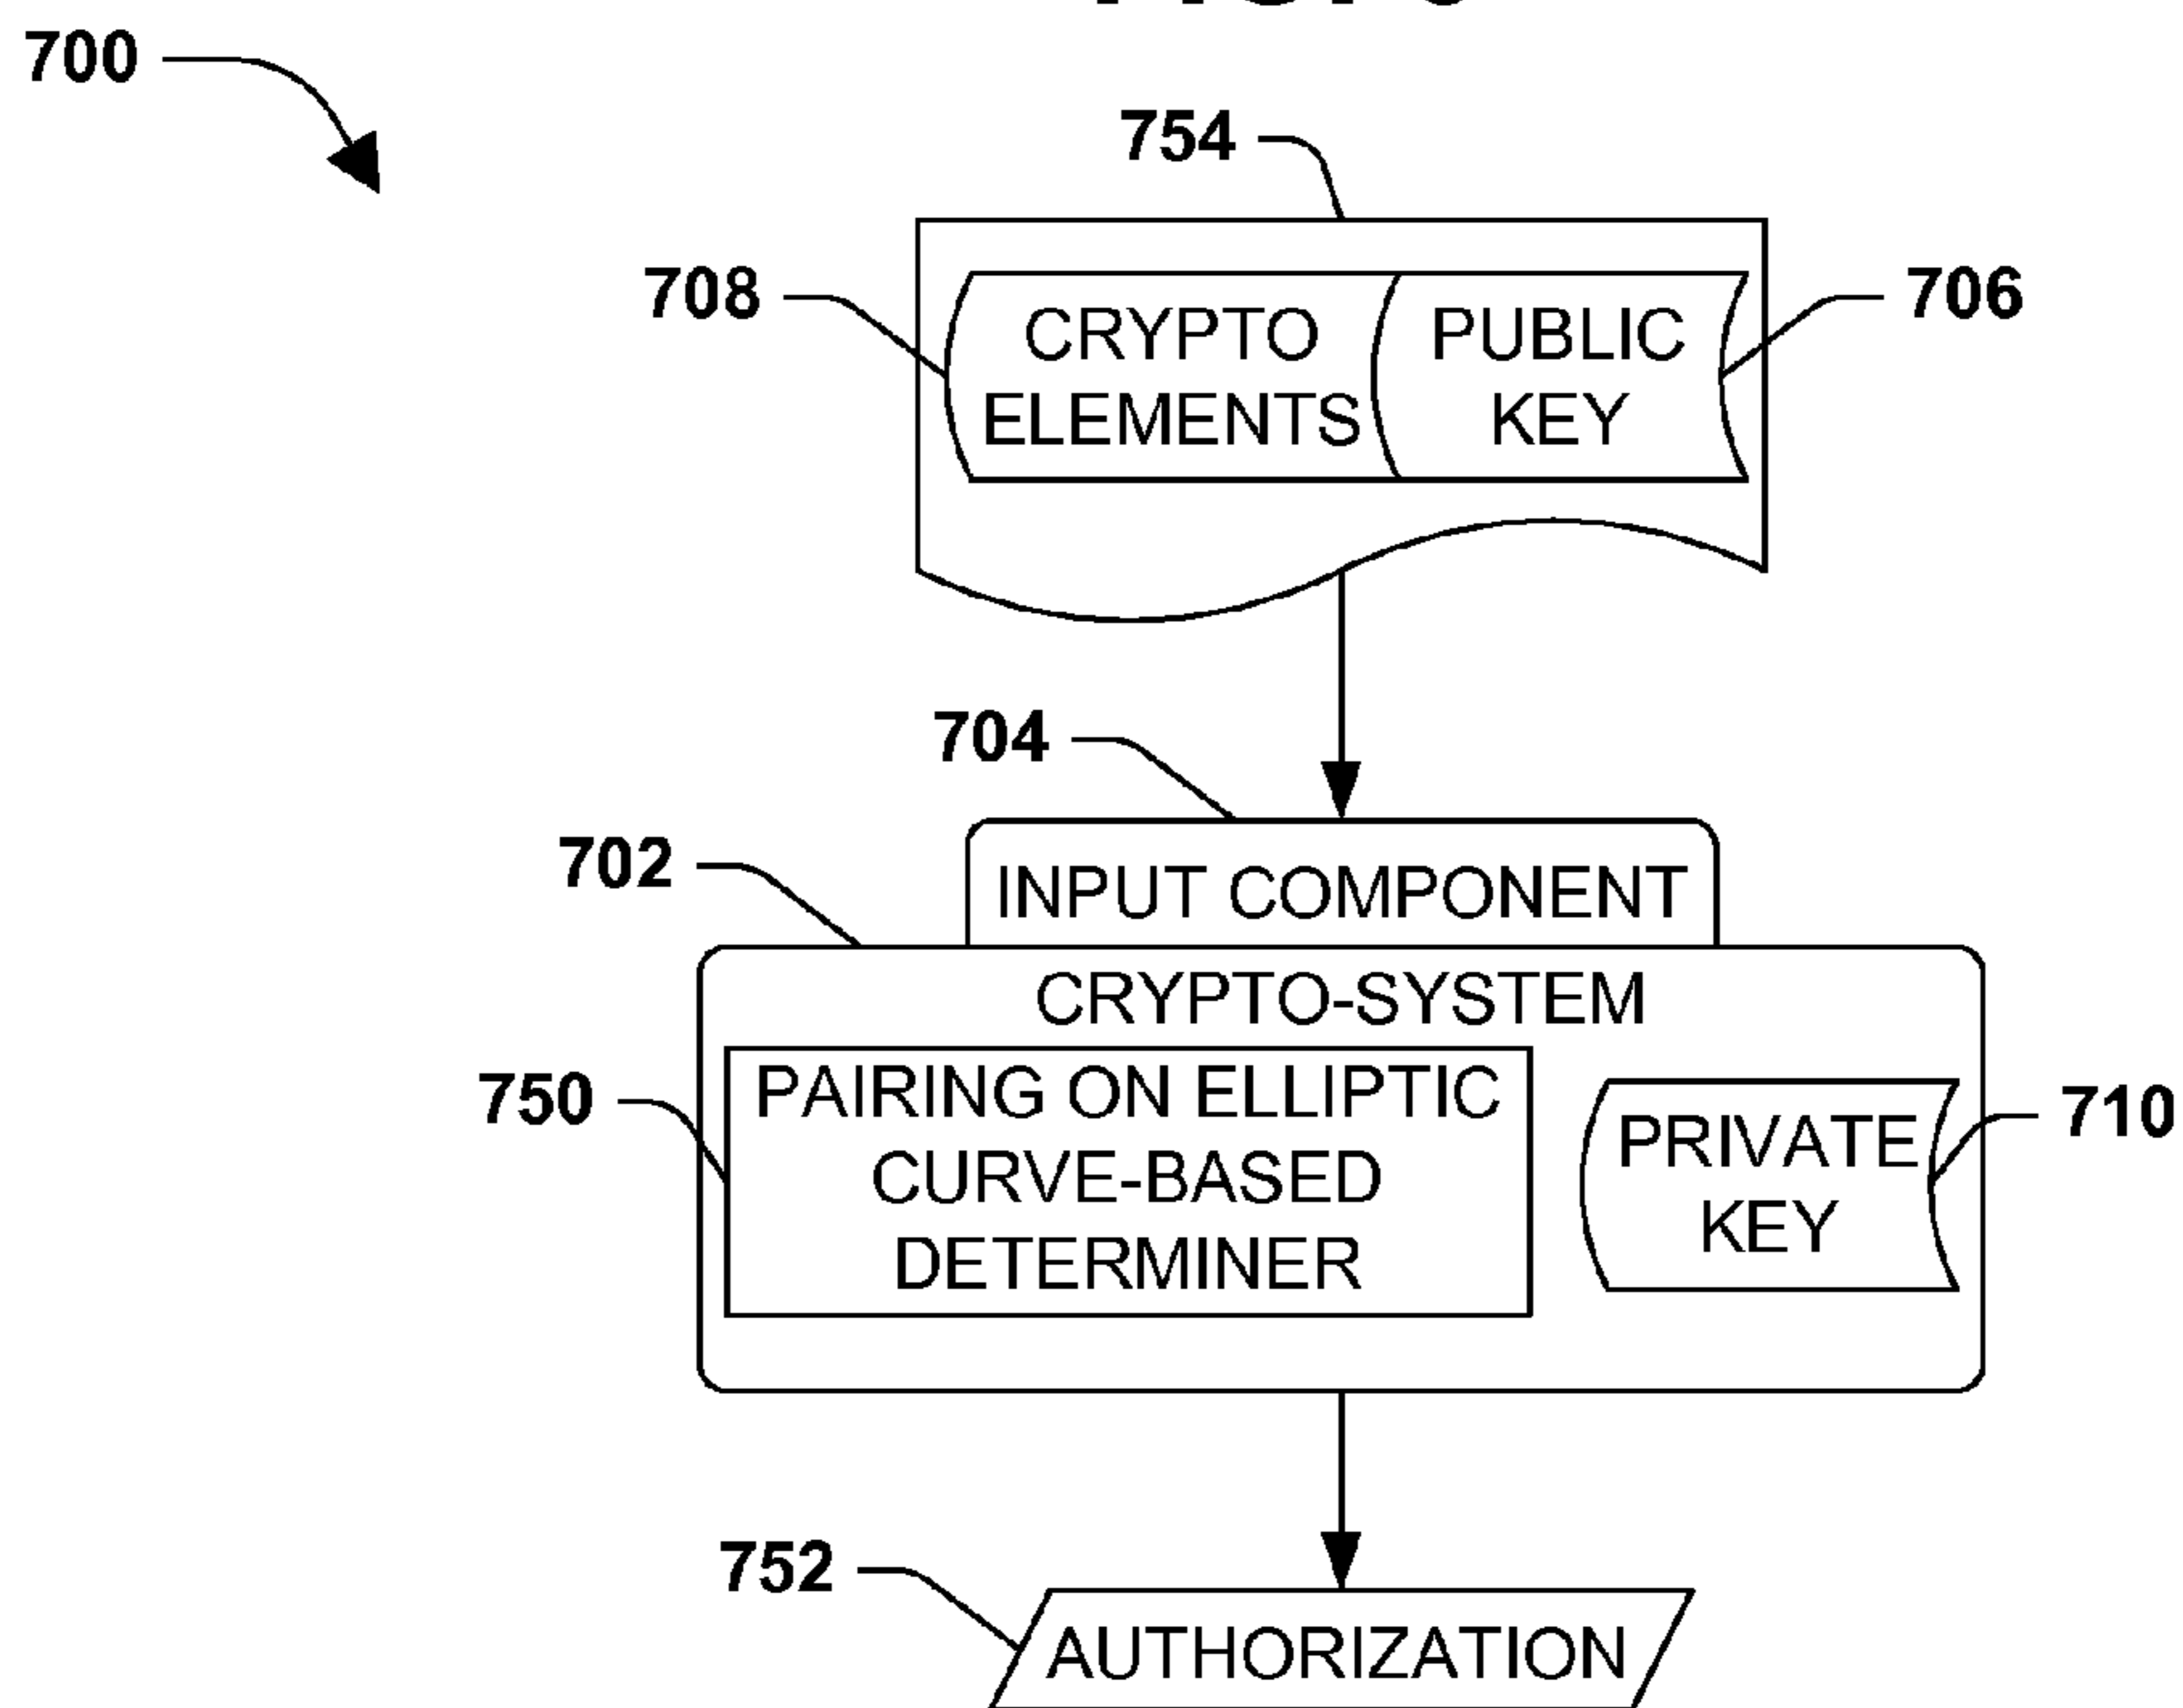 700
754
708
CRYPTO
ELEMENTS
PUBLIC
KEY
706
704
INPUT COMPONENT
702
CRYPTO-SYSTEM
750
PAIRING ON ELLIPTIC
CURVE-BASED
DETERMINER
PRIVATE
KEY
710
752
AUTHORIZATION